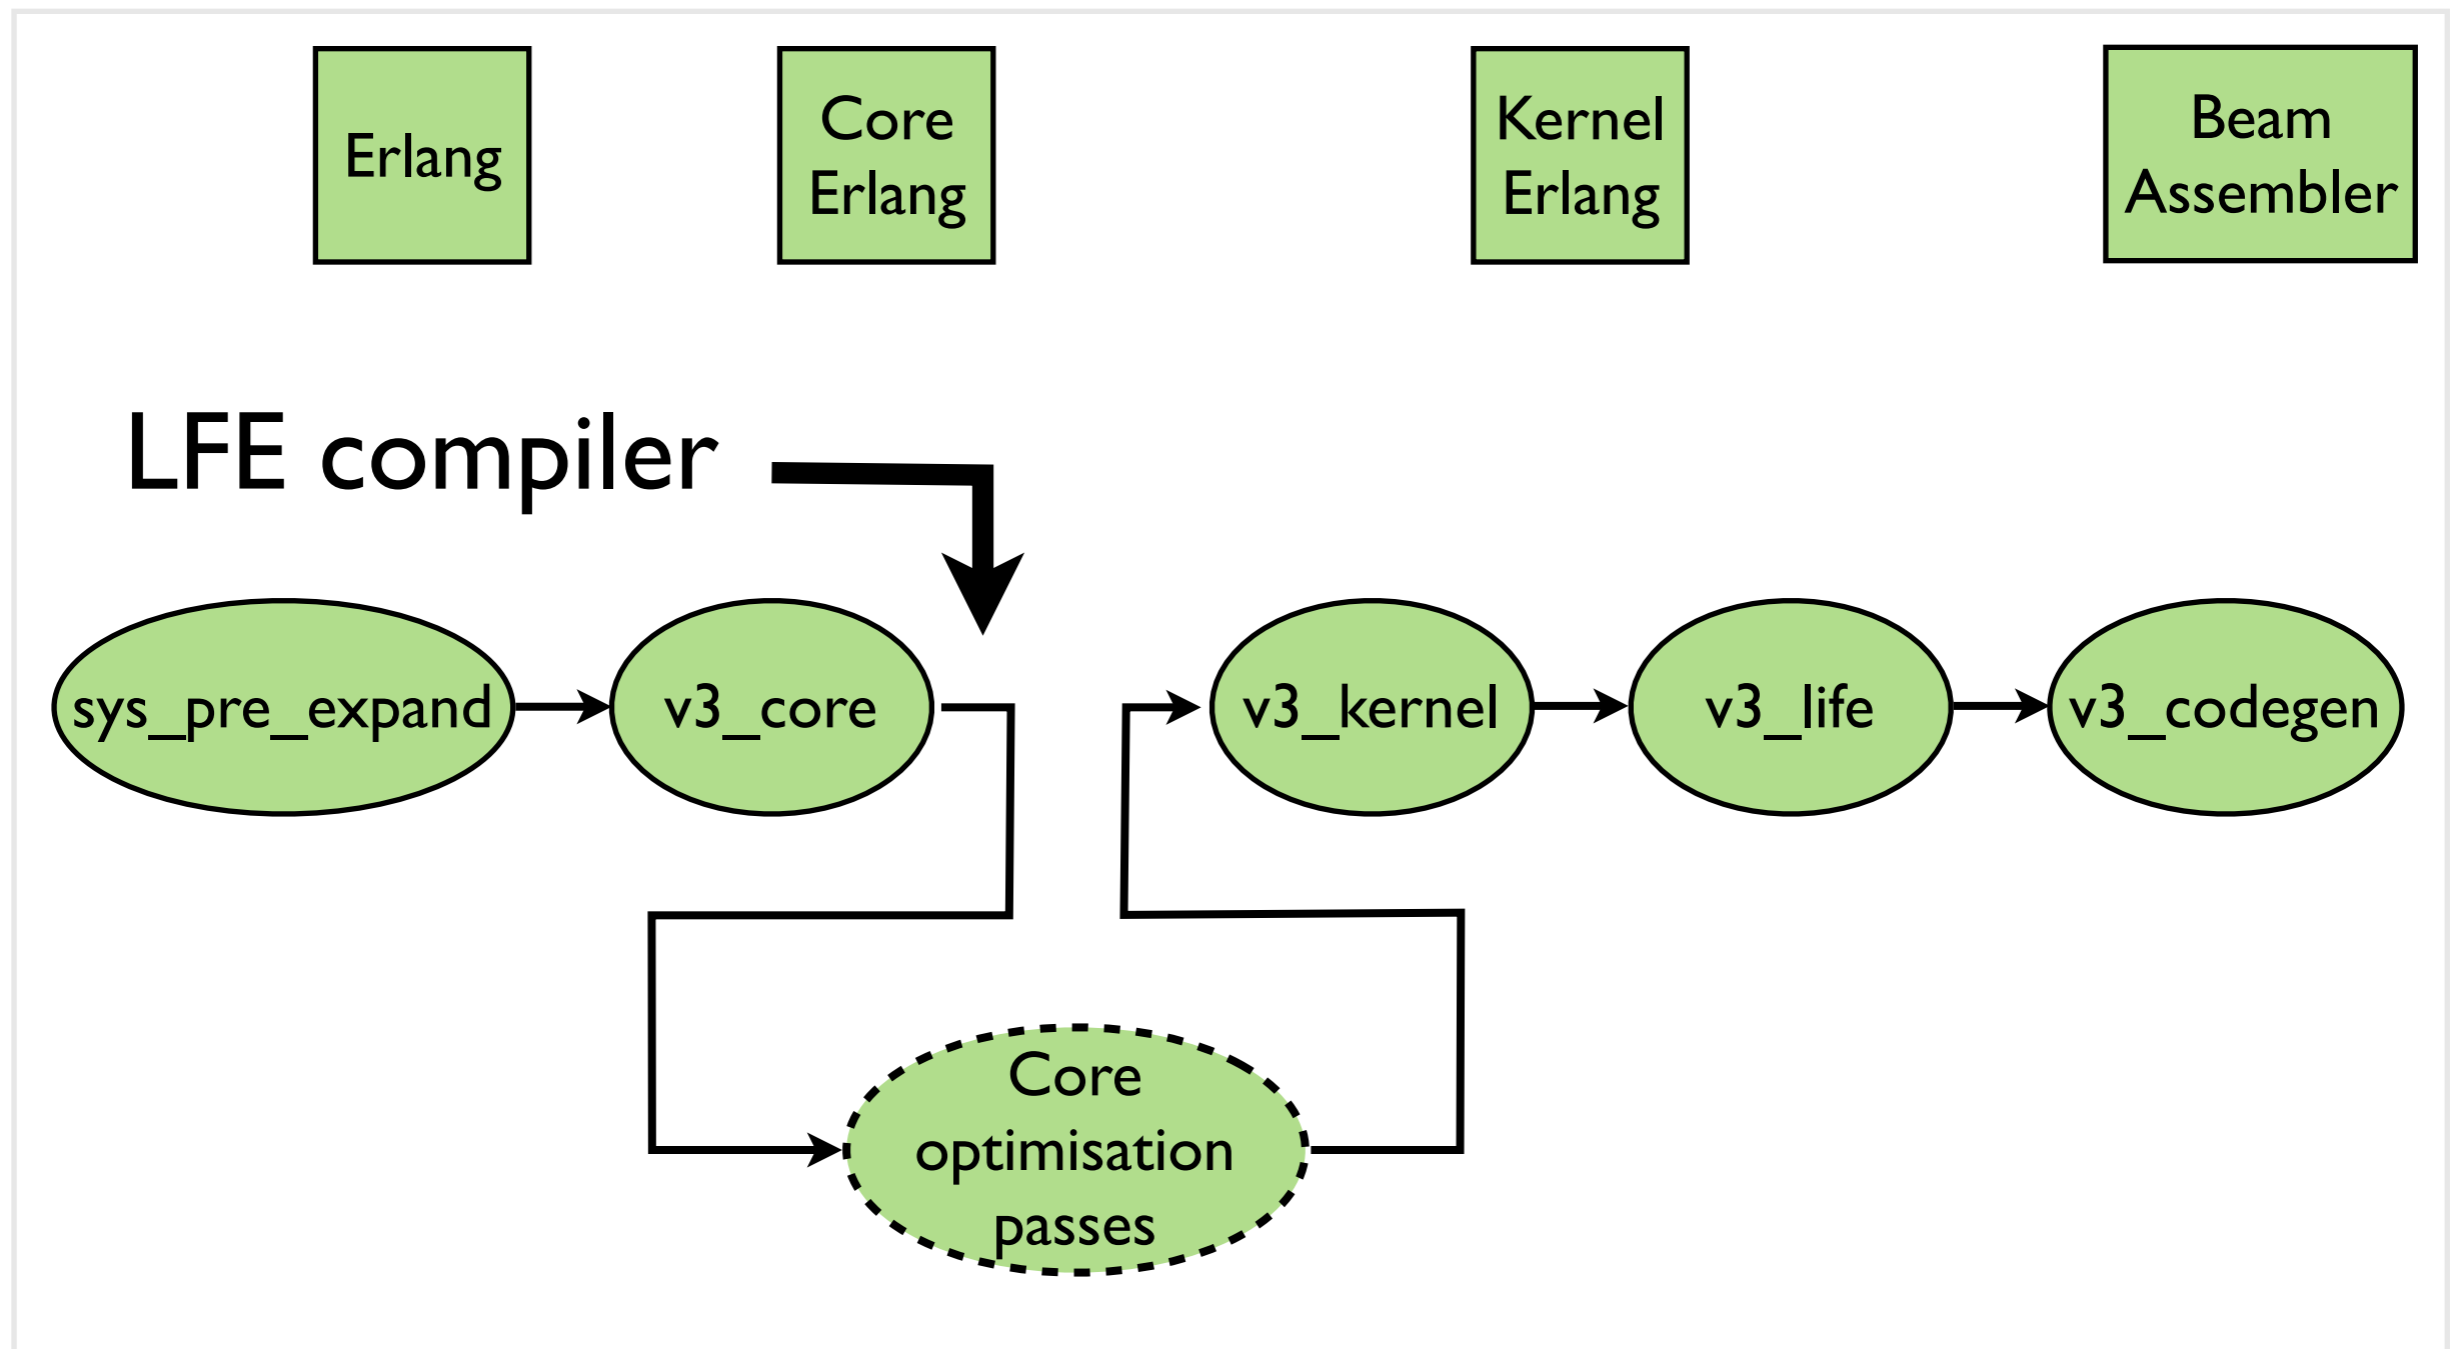 Erlang
Core
Erlang
Kernel
Erlang
Beam
Assembler
LFE compiler
sys_pre_expand
v3_core
v3_kernel
v3_life
v3_codegen
Core
optimisation
passes